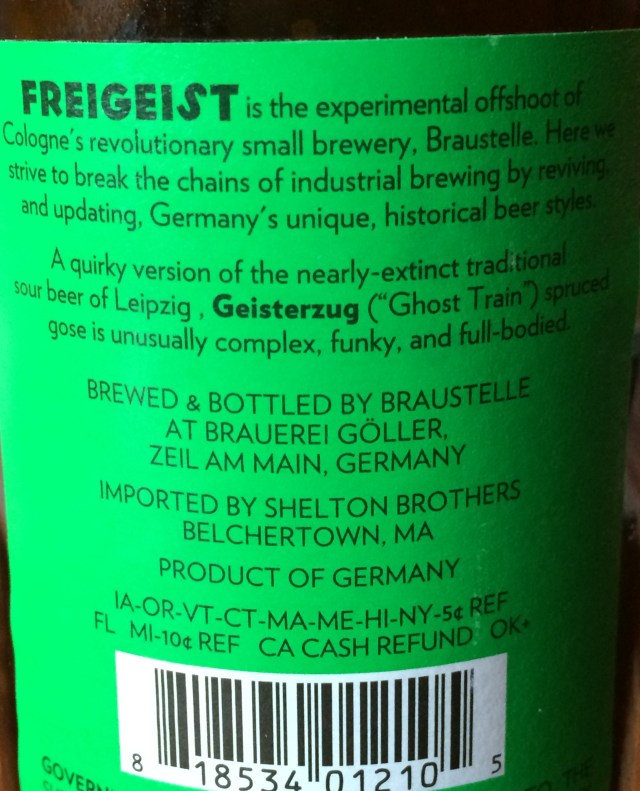 FREIGEIST is the experimental offshoot of
Cologne's revolutionary small brewery, Braustelle. Here we
strive to break the chains of industrial brewing by reviving,
and updating, Germany's unique, historical beer styles.
A quirky version of the nearly-extinct traditional
sour beer of Leipzig , Geisterzug ("Ghost Train") spruced
gose is unusually complex, funky, and full-bodied.
BREWED & BOTTLED BY BRAUSTELLE
AT BRAUEREI GÖLLER,
ZEIL AM MAIN, GERMANY
IMPORTED BY SHELTON BROTHERS
BELCHERTOWN, MA
PRODUCT OF GERMANY
IA-OR-VT-CT-MA-ME-HI-NY-5¢ REF
FL MI-10¢ REF CA CASH REFUND OK+
8 18534 01210 5
THE